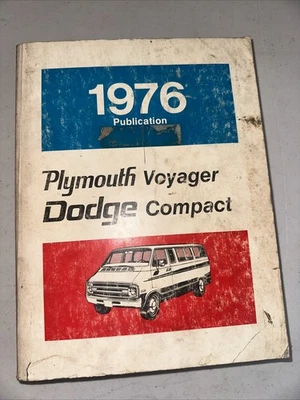 1976
Publication
Plymouth Voyager
Dodge Compact